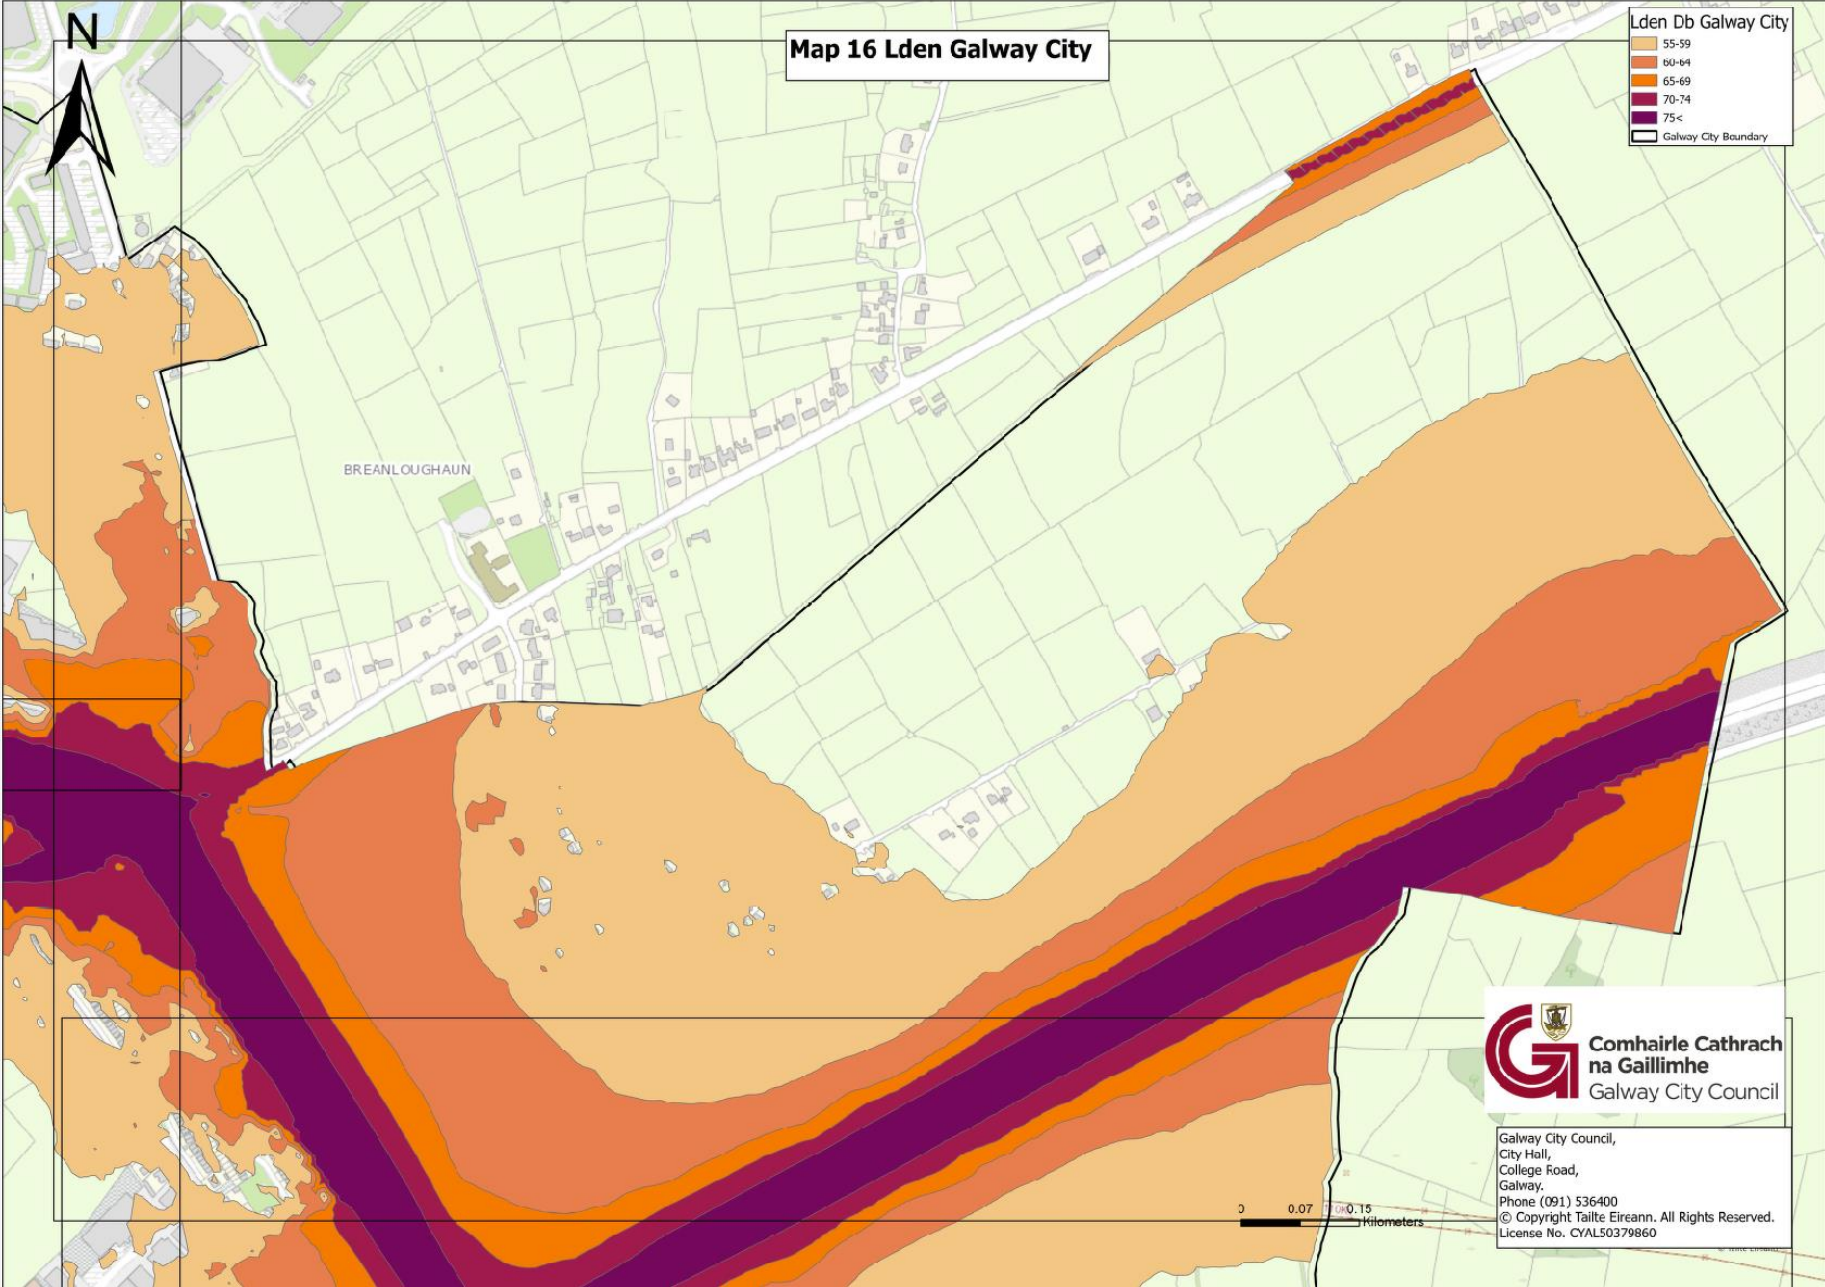 N
Map 16 Lden Galway City
Lden Db Galway City
55-59
60-64
65-69
70-74
75<
Galway City Boundary
BREANLOUGHAUN
Comhairle Cathrach
na Gaillimhe
Galway City Council
Galway City Council,
City Hall,
College Road,
Galway.
Phone (091) 536400
© Copyright Tailte Eireann. All Rights Reserved.
License No. CYAL50379860
0 0.07 0.15
Kilometers